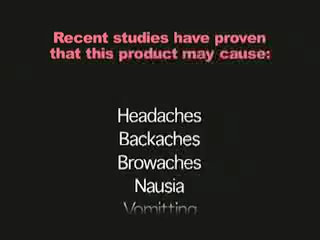 Recent studies have proven
that this product may cause:
Headaches
Backaches
Browaches
Nausia
Vomitting